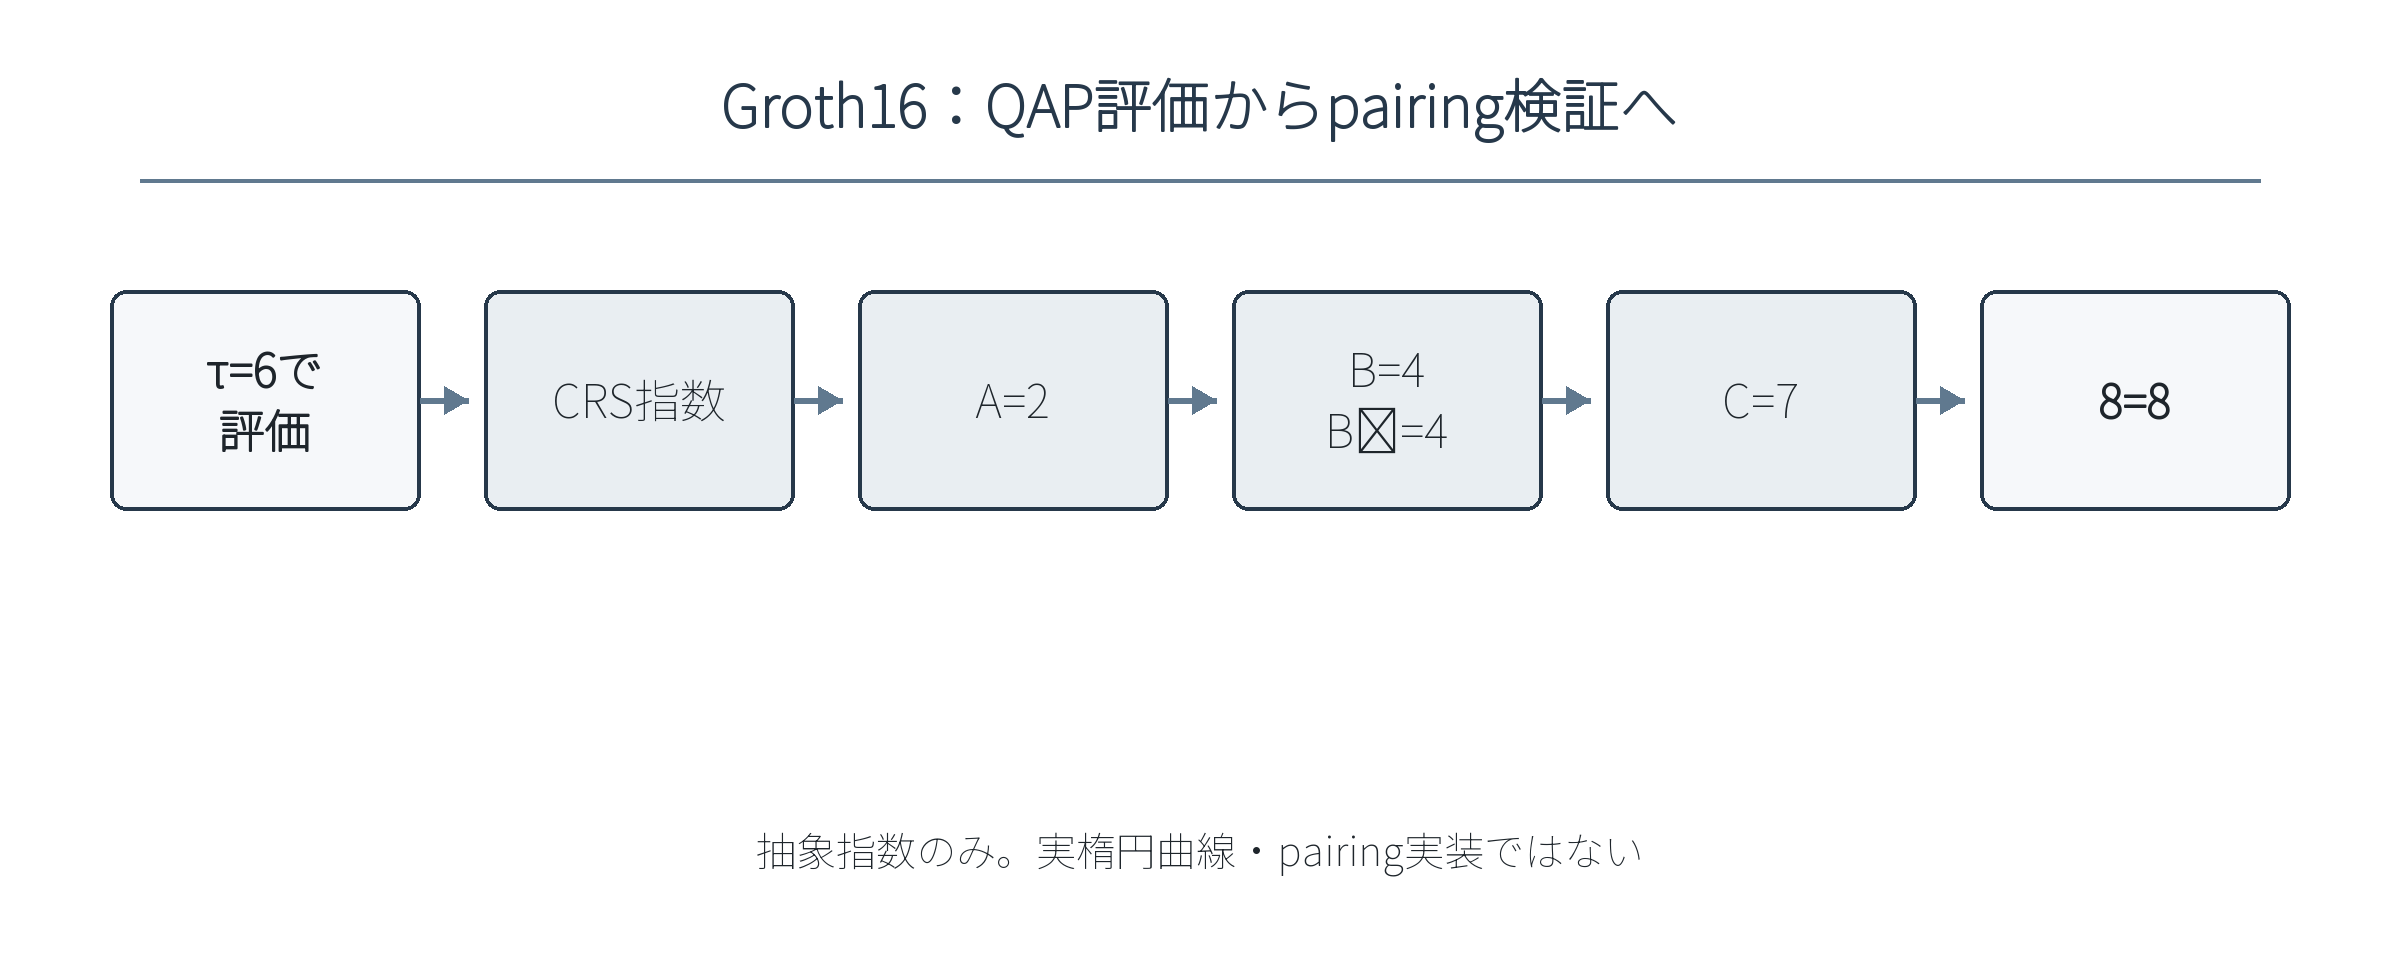 Groth16：QAP評価からpairing検証へ
τ=6で
評価
CRS指数
A=2
B=4
B☒=4
C=7
8=8
抽象指数のみ。実楕円曲線・pairing実装ではない